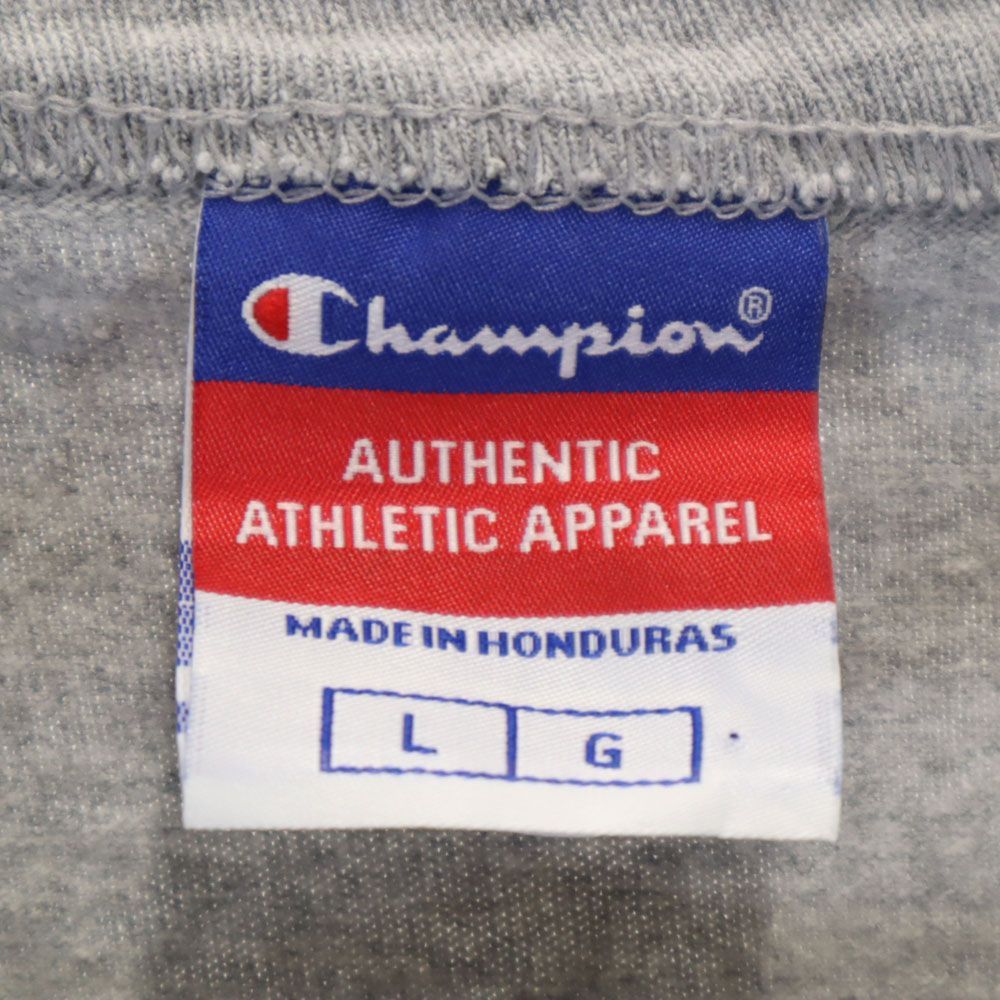 Champion®
AUTHENTIC
ATHLETIC APPAREL
MADE IN HONDURAS
L G